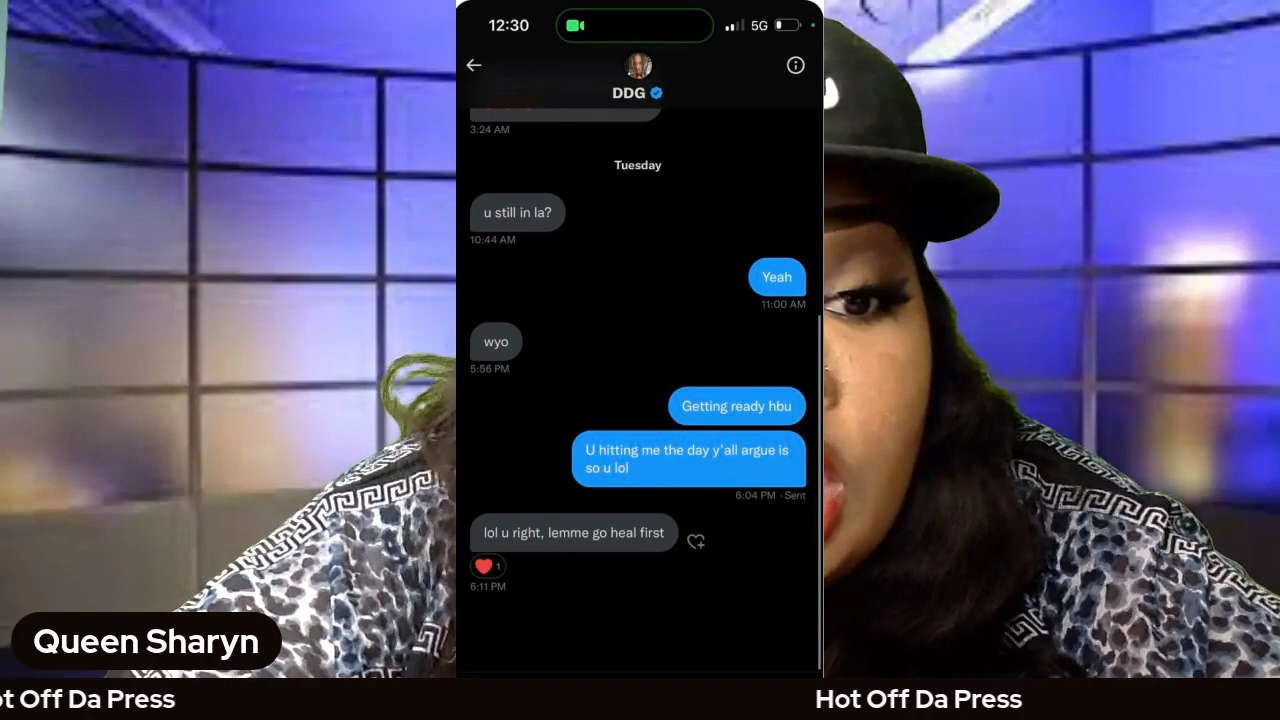 12:30
5G
DDG
3:24 AM
Tuesday
u still in la?
10:44 AM
Yeah
11:00 AM
wyo
5:56 PM
Getting ready hbu
U hitting me the day y'all argue is
so u lol
6:04 PM · Sent
lol u right, lemme go heal first
1
6:11 PM
Queen Sharyn
ot Off Da Press
Hot Off Da Press